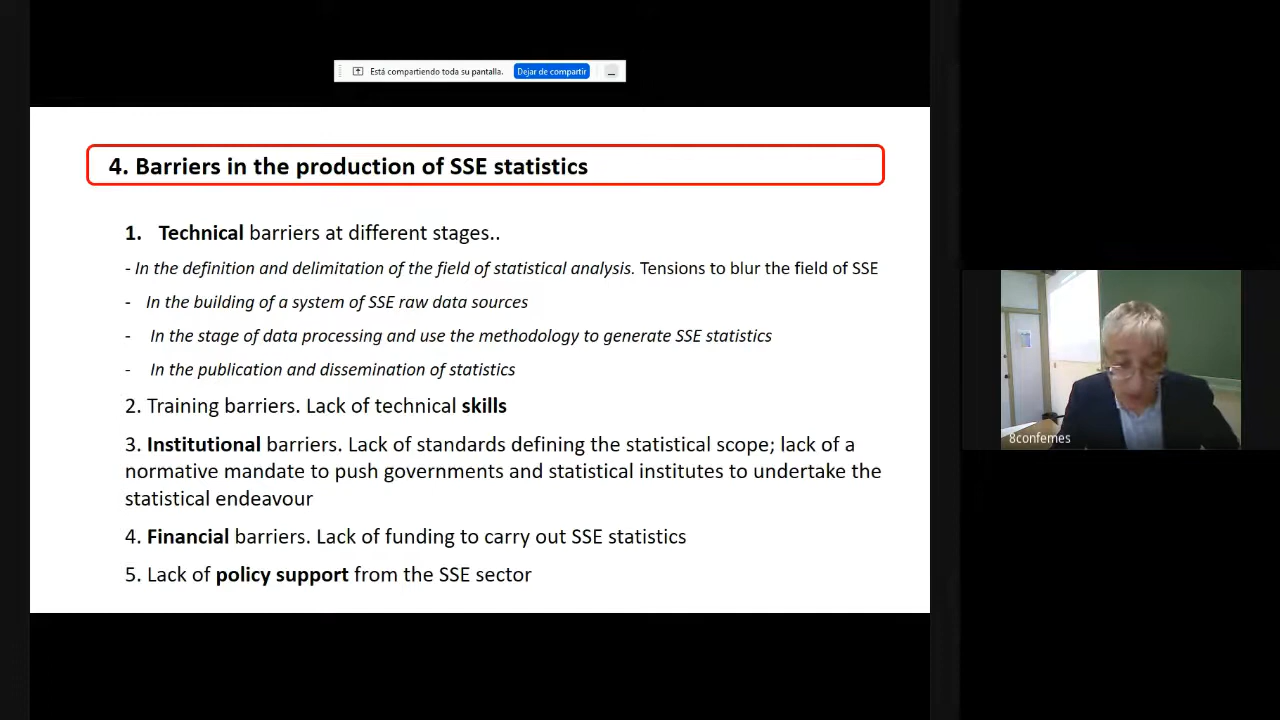 Está compartiendo toda su pantalla. Dejar de compartir
4. Barriers in the production of SSE statistics
1. Technical barriers at different stages..
- In the definition and delimitation of the field of statistical analysis. Tensions to blur the field of SSE
- In the building of a system of SSE raw data sources
- In the stage of data processing and use the methodology to generate SSE statistics
- In the publication and dissemination of statistics
2. Training barriers. Lack of technical skills
3. Institutional barriers. Lack of standards defining the statistical scope; lack of a
normative mandate to push governments and statistical institutes to undertake the
statistical endeavour
4. Financial barriers. Lack of funding to carry out SSE statistics
5. Lack of policy support from the SSE sector
8confemes